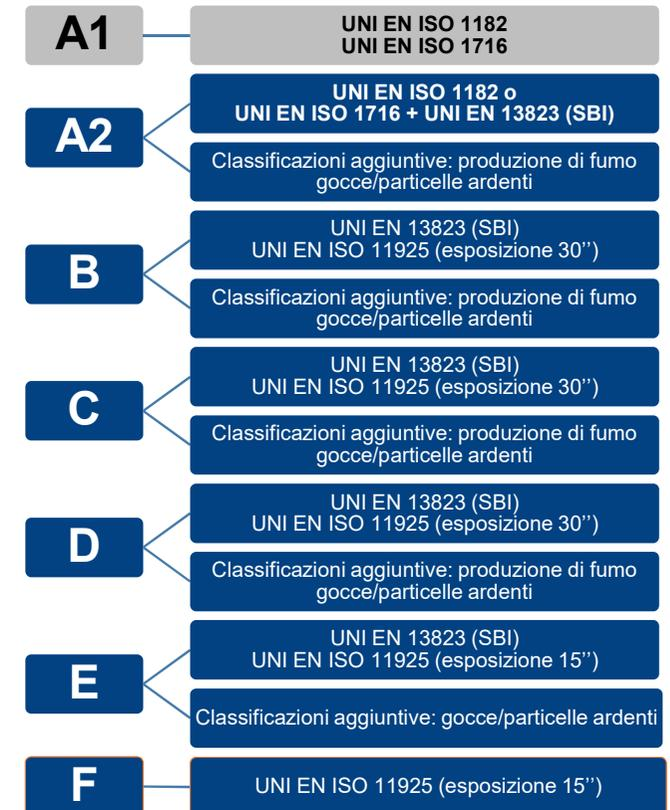 A1
UNI EN ISO 1182
UNI EN ISO 1716
A2
UNI EN ISO 1182 o
UNI EN ISO 1716 + UNI EN 13823 (SBI)
Classificazioni aggiuntive: produzione di fumo
gocce/particelle ardenti
B
UNI EN 13823 (SBI)
UNI EN ISO 11925 (esposizione 30’’)
Classificazioni aggiuntive: produzione di fumo
gocce/particelle ardenti
C
UNI EN 13823 (SBI)
UNI EN ISO 11925 (esposizione 30’’)
Classificazioni aggiuntive: produzione di fumo
gocce/particelle ardenti
D
UNI EN 13823 (SBI)
UNI EN ISO 11925 (esposizione 30’’)
Classificazioni aggiuntive: produzione di fumo
gocce/particelle ardenti
E
UNI EN 13823 (SBI)
UNI EN ISO 11925 (esposizione 15’’)
Classificazioni aggiuntive: gocce/particelle ardenti
F
UNI EN ISO 11925 (esposizione 15’’)